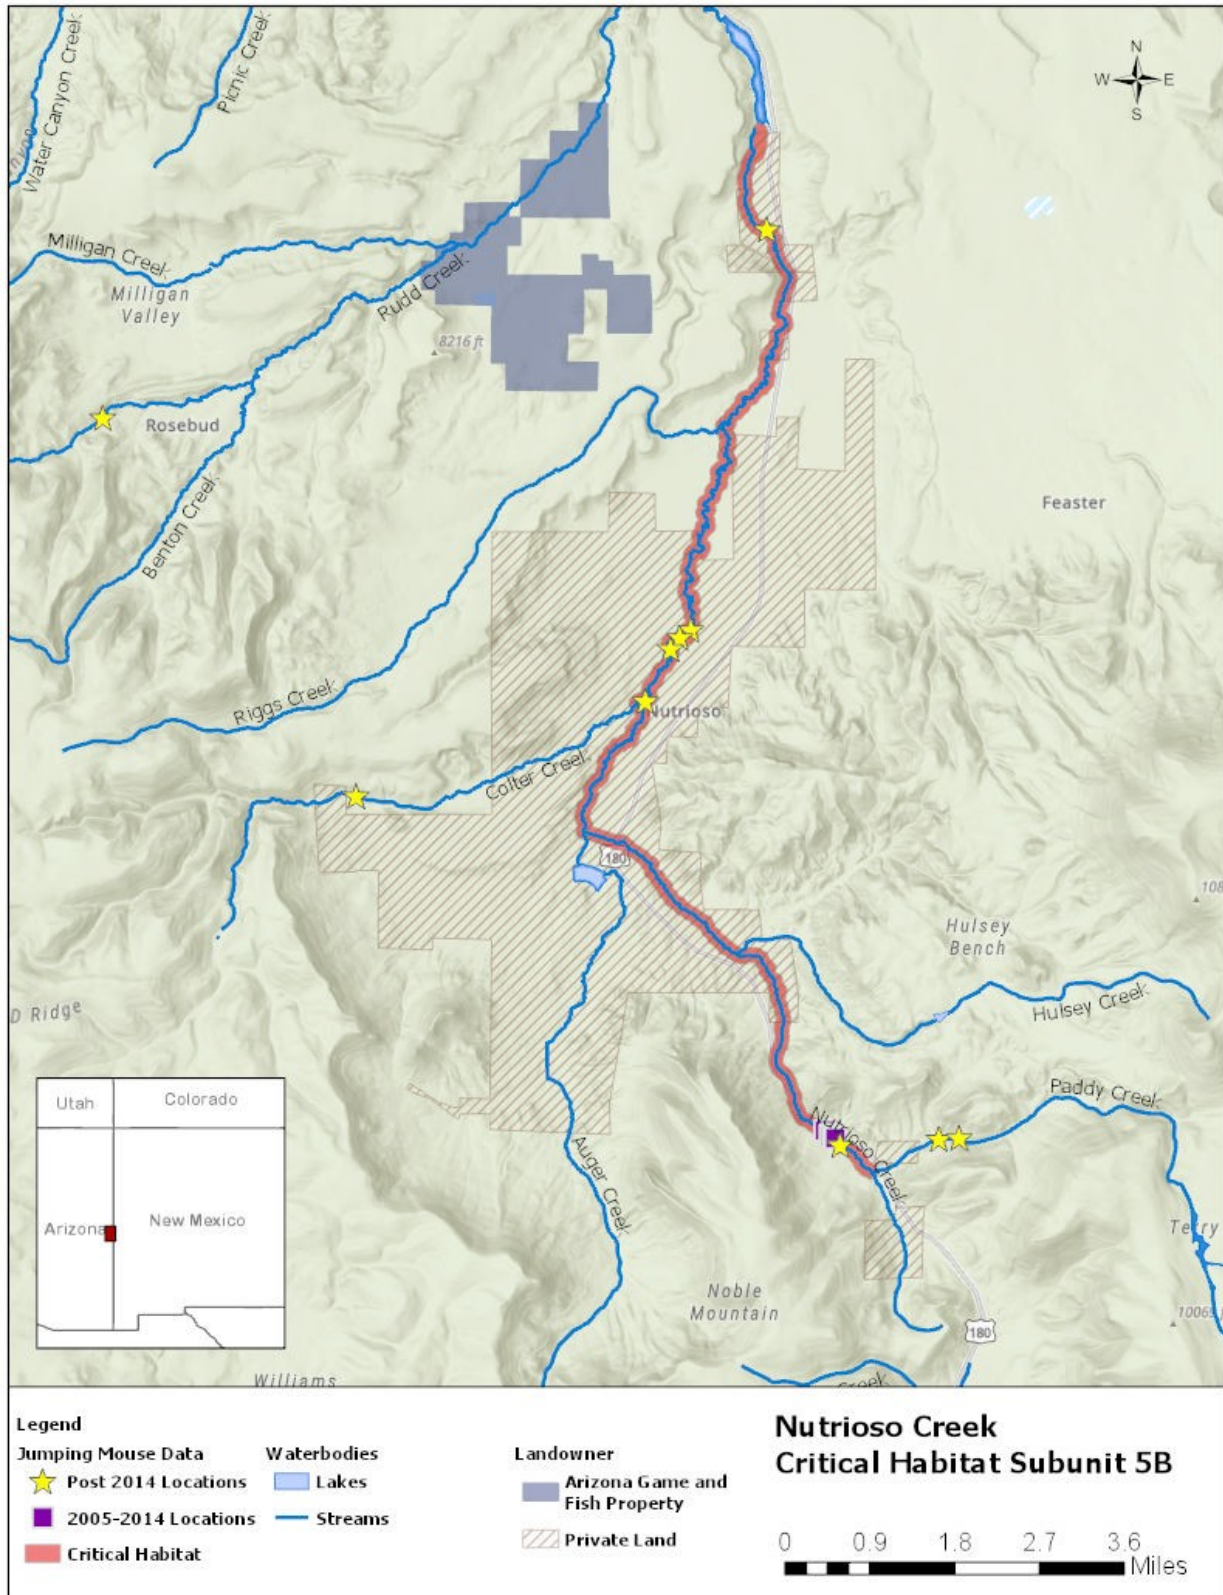 Water Canyon Creek
Picnic Creek
N
W E
S
Milligan Creek
Milligan
Valley
Rudd Creek
8216 ft
Rosebud
Benton Creek
Feaster
Riggs Creek
Nutrioso
Colter Creek
180
108
Hulsey
Bench
D Ridge
Hulsey Creek
Paddy Creek
Utah
Colorado
Nutrioso Creek
Auger Creek
Arizona
New Mexico
Terry
Noble
Mountain
10069 f
180
Williams
Creek
Legend
Jumping Mouse Data
Post 2014 Locations
2005-2014 Locations
Critical Habitat
Waterbodies
Lakes
Streams
Landowner
Arizona Game and
Fish Property
Private Land
Nutrioso Creek
Critical Habitat Subunit 5B
0 0.9 1.8 2.7 3.6
Miles